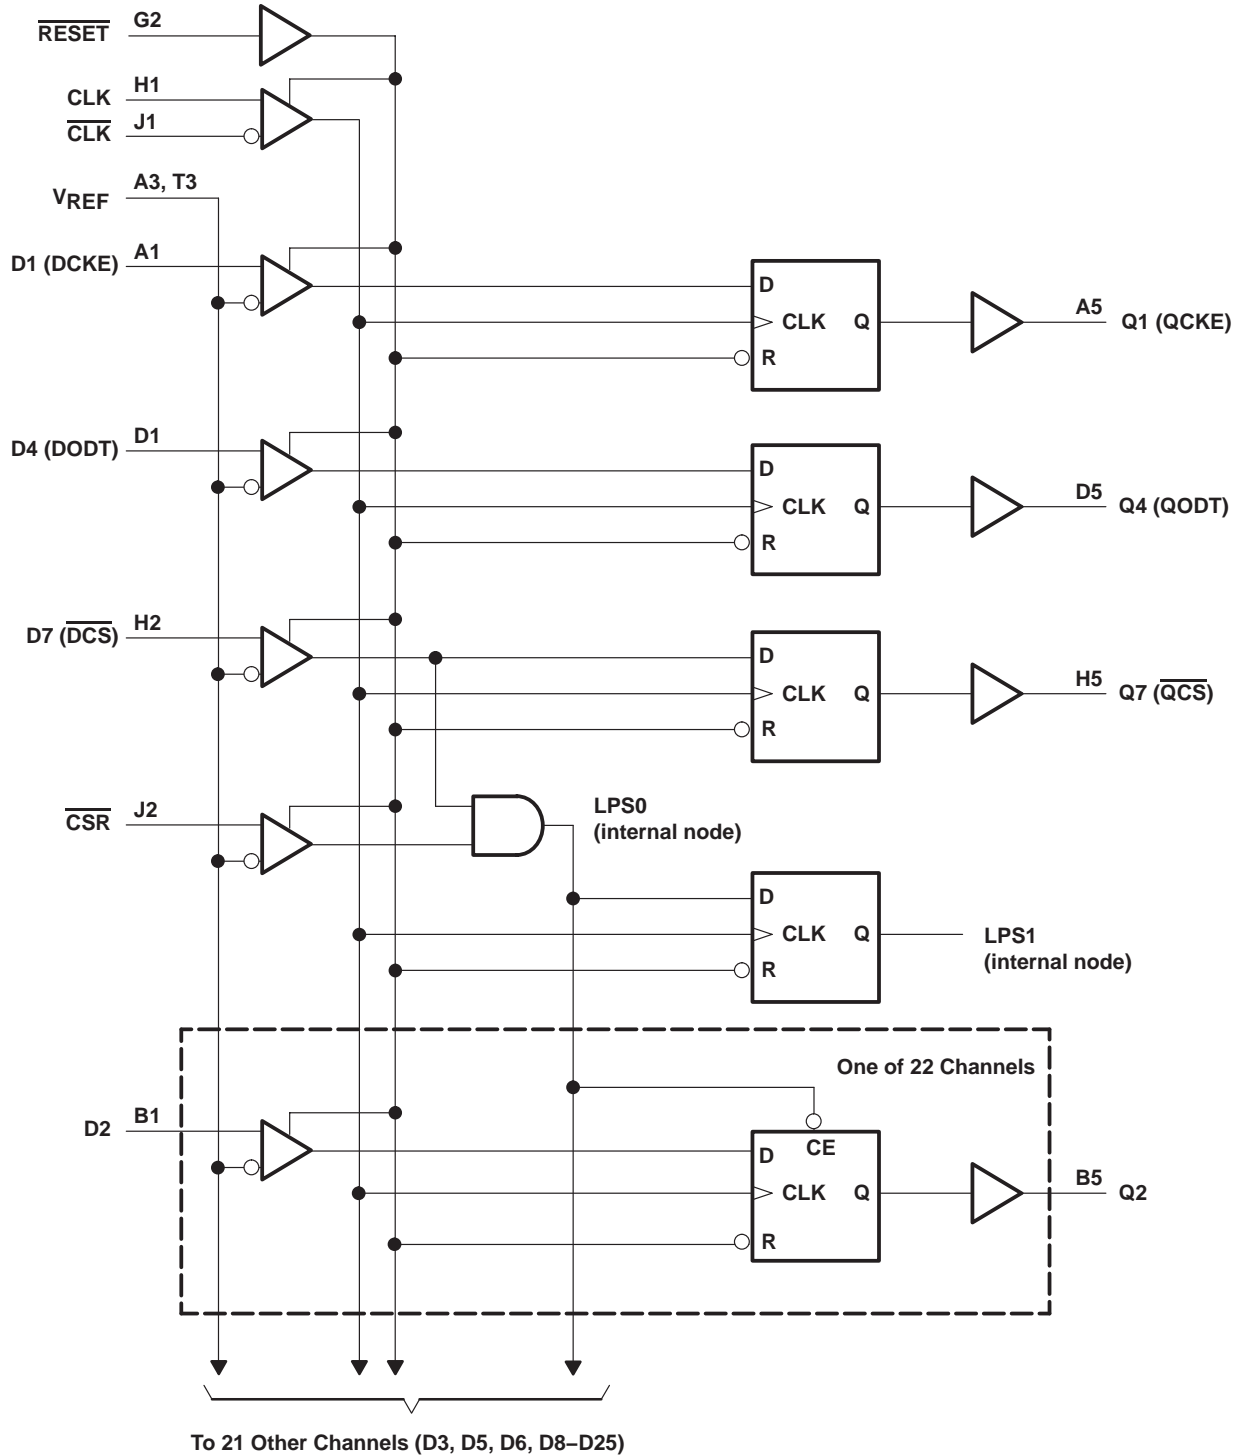 RESET G2
CLK H1
CLK J1
VREF A3, T3
D1 (DCKE) A1
D
CLK Q
R
A5 Q1 (QCKE)
D4 (DODT) D1
D
CLK Q
R
D5 Q4 (QODT)
D7 (DCS) H2
D
CLK Q
R
H5 Q7 (QCS)
CSR J2
LPS0
(internal node)
D
CLK Q
R
LPS1
(internal node)
One of 22 Channels
D2 B1
CE
D
CLK Q
R
B5 Q2
To 21 Other Channels (D3, D5, D6, D8–D25)